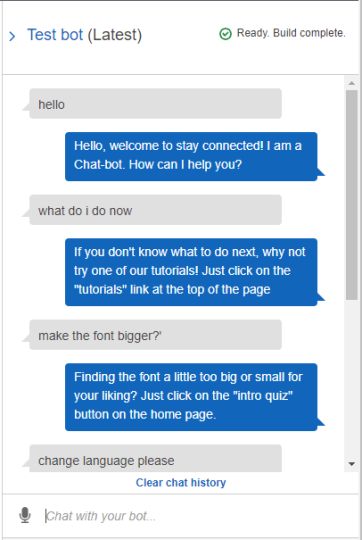 Test bot (Latest)
Ready. Build complete.
hello
Hello, welcome to stay connected! I am a
Chat-bot. How can I help you?
what do i do now
If you don't know what to do next, why not
try one of our tutorials! Just click on the
"tutorials" link at the top of the page
make the font bigger?'
Finding the font a little too big or small for
your liking? Just click on the "intro quiz"
button on the home page.
change language please
Clear chat history
Chat with your bot...